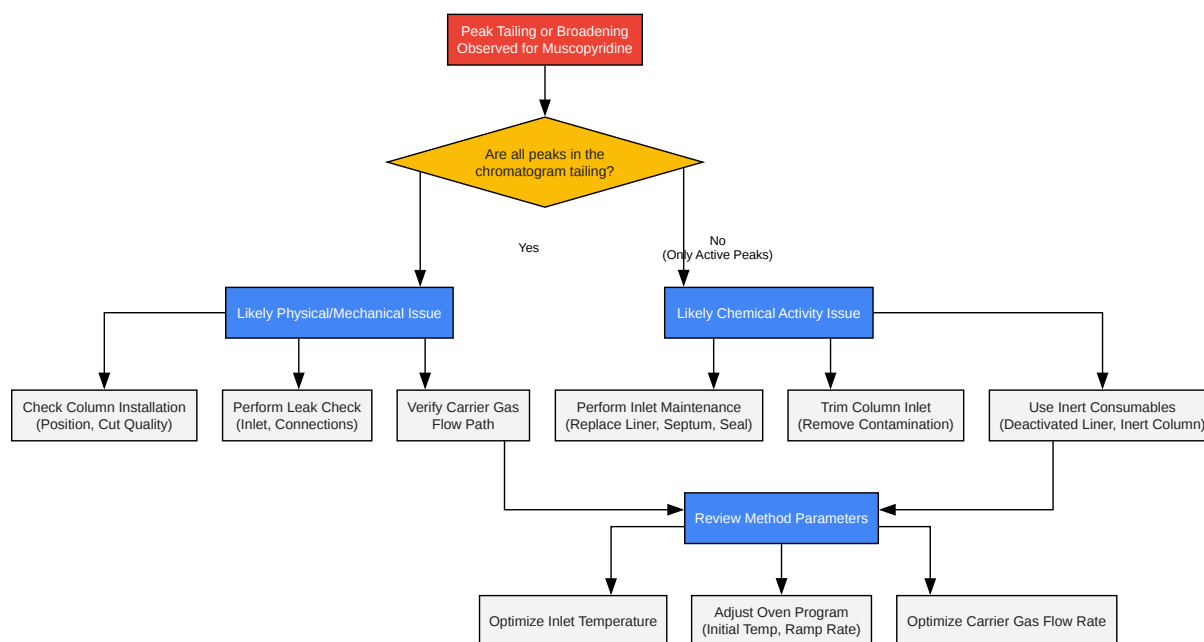 Peak Tailing or Broadening
Observed for Muscopyridine
Are all peaks in the
chromatogram tailing?
Yes
No
(Only Active Peaks)
Likely Physical/Mechanical Issue
Likely Chemical Activity Issue
Check Column Installation
(Position, Cut Quality)
Perform Leak Check
(Inlet, Connections)
Verify Carrier Gas
Flow Path
Perform Inlet Maintenance
(Replace Liner, Septum, Seal)
Trim Column Inlet
(Remove Contamination)
Use Inert Consumables
(Deactivated Liner, Inert Column)
Review Method Parameters
Optimize Inlet Temperature
Adjust Oven Program
(Initial Temp, Ramp Rate)
Optimize Carrier Gas Flow Rate